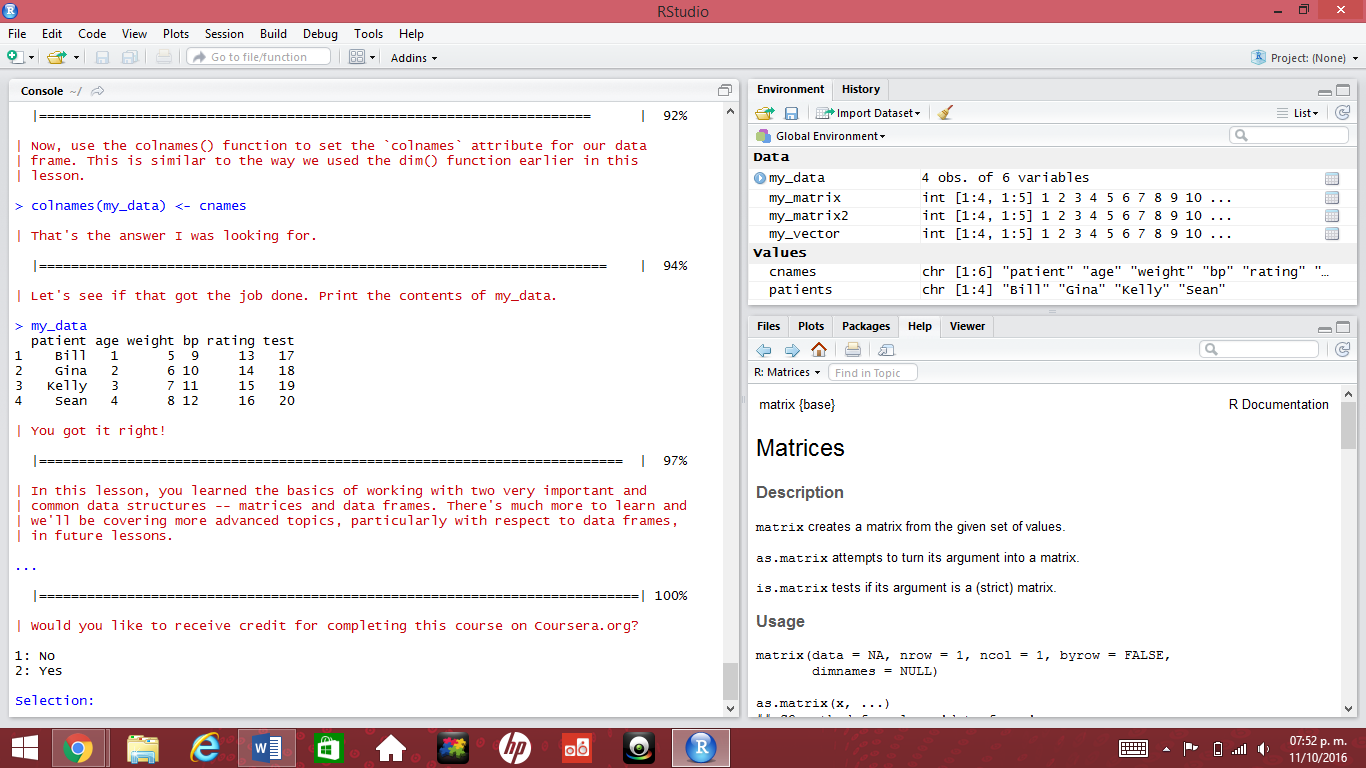 RStudio
File Edit Code View Plots Session Build Debug Tools Help
Go to file/function Addins Project: (None)
Console ~/
|===================================================================== | 92%
| Now, use the colnames() function to set the `colnames` attribute for our data
| frame. This is similar to the way we used the dim() function earlier in this
| lesson.
> colnames(my_data) <- cnames
| That's the answer I was looking for.
|======================================================================= | 94%
| Let's see if that got the job done. Print the contents of my_data.
> my_data
patient age weight bp rating test
1 Bill 1 5 9 13 17
2 Gina 2 6 10 14 18
3 Kelly 3 7 11 15 19
4 Sean 4 8 12 16 20
| You got it right!
|========================================================================= | 97%
| In this lesson, you learned the basics of working with two very important and
| common data structures -- matrices and data frames. There's much more to learn and
| we'll be covering more advanced topics, particularly with respect to data frames,
| in future lessons.
...
|===========================================================================| 100%
| Would you like to receive credit for completing this course on Coursera.org?
1: No
2: Yes
Selection:
Environment History
Import Dataset List
Global Environment
Data
my_data 4 obs. of 6 variables
my_matrix int [1:4, 1:5] 1 2 3 4 5 6 7 8 9 10 ...
my_matrix2 int [1:4, 1:5] 1 2 3 4 5 6 7 8 9 10 ...
my_vector int [1:4, 1:5] 1 2 3 4 5 6 7 8 9 10 ...
Values
cnames chr [1:6] "patient" "age" "weight" "bp" "rating" "…
patients chr [1:4] "Bill" "Gina" "Kelly" "Sean"
Files Plots Packages Help Viewer
R: Matrices Find in Topic
matrix {base} R Documentation
Matrices
Description
matrix creates a matrix from the given set of values.
as.matrix attempts to turn its argument into a matrix.
is.matrix tests if its argument is a (strict) matrix.
Usage
matrix(data = NA, nrow = 1, ncol = 1, byrow = FALSE,
dimnames = NULL)
as.matrix(x, ...)
07:52 p. m.
11/10/2016